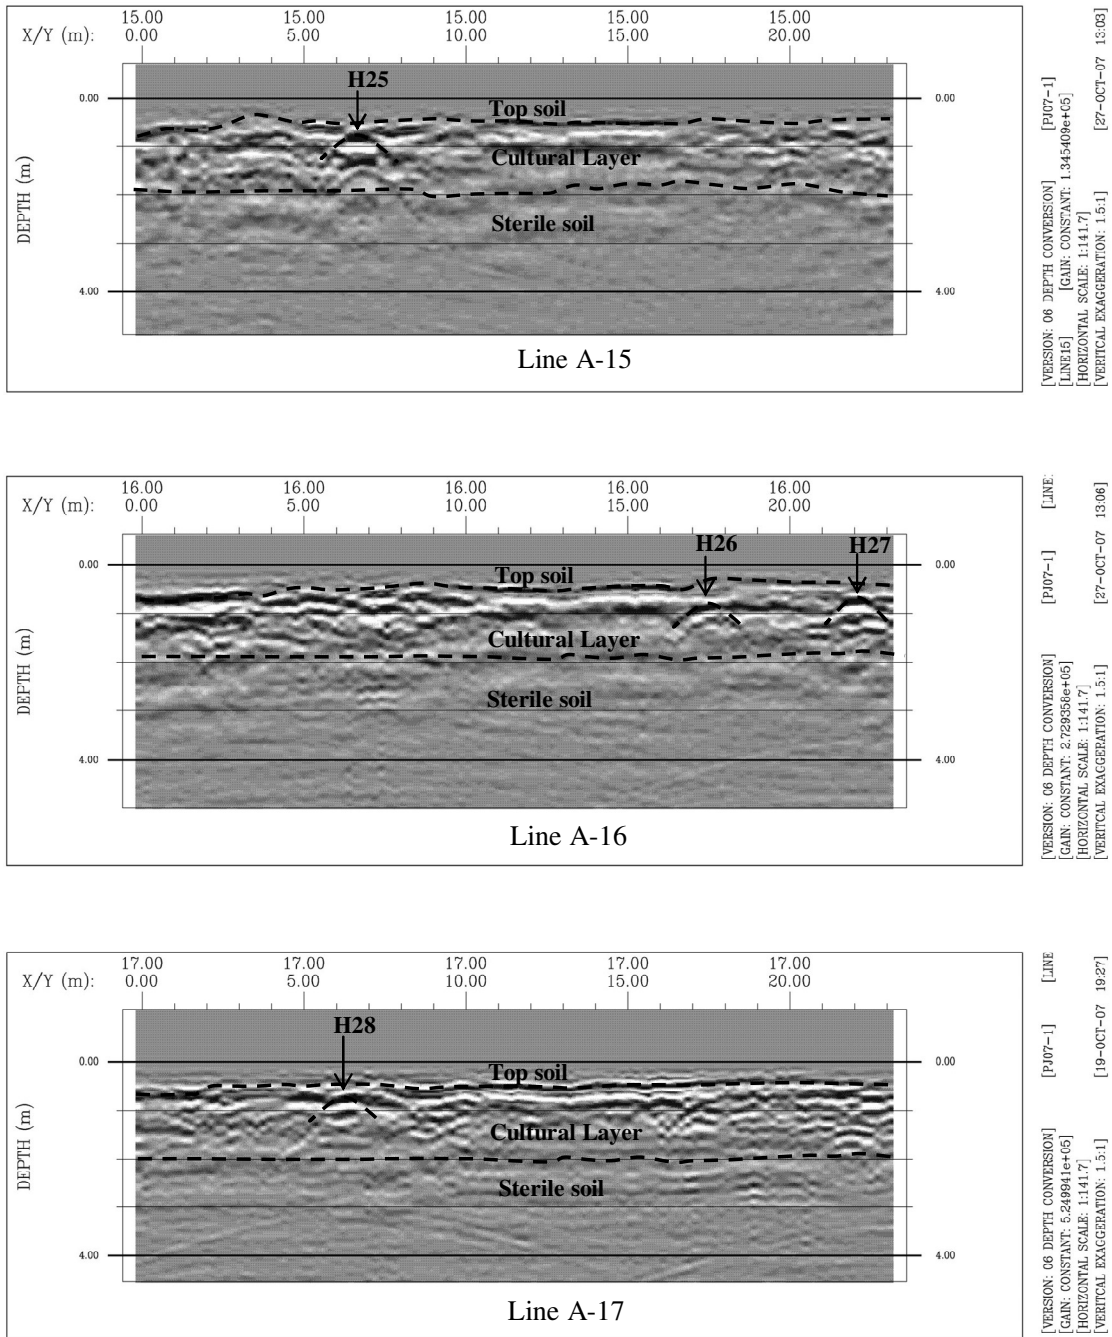 15.00 15.00 15.00 15.00 15.00
X/Y (m): 0.00 5.00 10.00 15.00 20.00
H25
0.00 Top soil 0.00
Cultural Layer
DEPTH (m)
Sterile soil
4.00 4.00
Line A-15
[VERSION: 06 DEPTH CONVERSION] [PJ07-1]
[LINE15] [GAIN: CONSTANT: 1.345409e+05] [27-OCT-07 13:03]
[HORIZONTAL SCALE: 1:141.7]
[VERITCAL EXAGGERATION: 1.5:1]
16.00 16.00 16.00 16.00 16.00
X/Y (m): 0.00 5.00 10.00 15.00 20.00
H26 H27
0.00 Top soil 0.00
Cultural Layer
DEPTH (m)
Sterile soil
4.00 4.00
Line A-16
[VERSION: 06 DEPTH CONVERSION] [PJ07-1] [LINE:
[GAIN: CONSTANT: 2.729358e+05] [27-OCT-07 13:06]
[HORIZONTAL SCALE: 1:141.7]
[VERITCAL EXAGGERATION: 1.5:1]
17.00 17.00 17.00 17.00 17.00
X/Y (m): 0.00 5.00 10.00 15.00 20.00
H28
0.00 Top soil 0.00
Cultural Layer
DEPTH (m)
Sterile soil
4.00 4.00
Line A-17
[VERSION: 06 DEPTH CONVERSION] [PJ07-1] [LINE
[GAIN: CONSTANT: 5.249941e+05] [19-OCT-07 19:27]
[HORIZONTAL SCALE: 1:141.7]
[VERITCAL EXAGGERATION: 1.5:1]